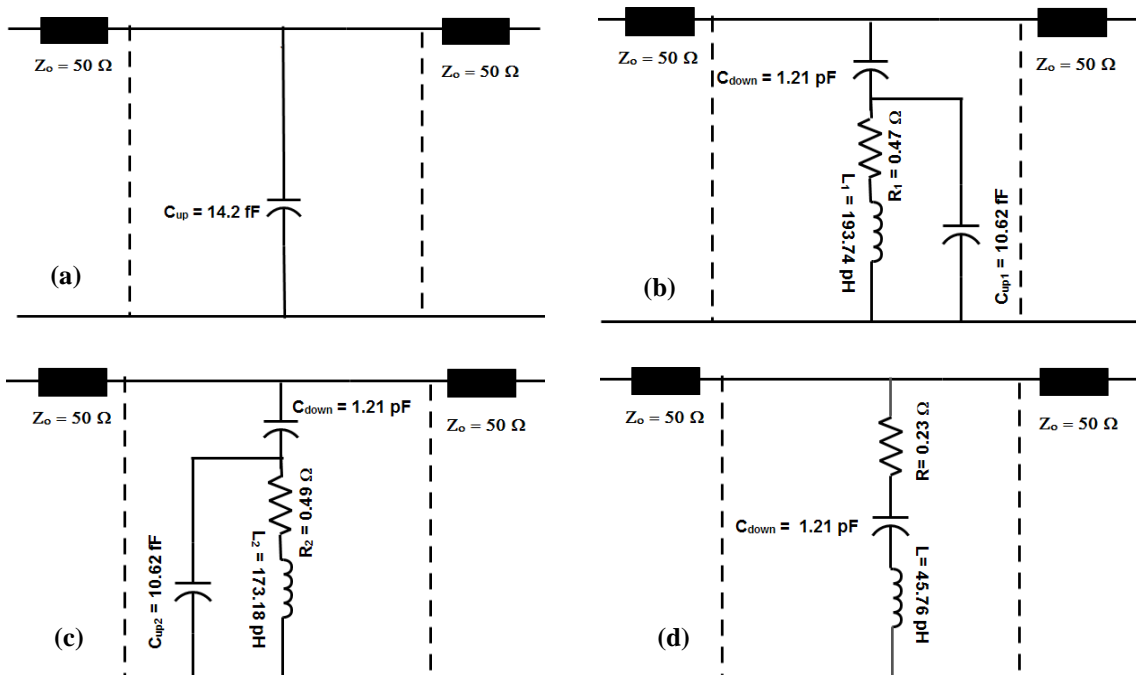 Zₒ = 50 Ω
Zₒ = 50 Ω
Cup = 14.2 fF
(a)
Zₒ = 50 Ω
Zₒ = 50 Ω
Cdown = 1.21 pF
R₁ = 0.47 Ω
L₁ = 193.74 pH
Cup1 = 10.62 fF
(b)
Zₒ = 50 Ω
Zₒ = 50 Ω
Cdown = 1.21 pF
R₂ = 0.49 Ω
L₂ = 173.18 pH
Cup2 = 10.62 fF
(c)
Zₒ = 50 Ω
Zₒ = 50 Ω
R= 0.23 Ω
Cdown = 1.21 pF
L= 45.76 pH
(d)